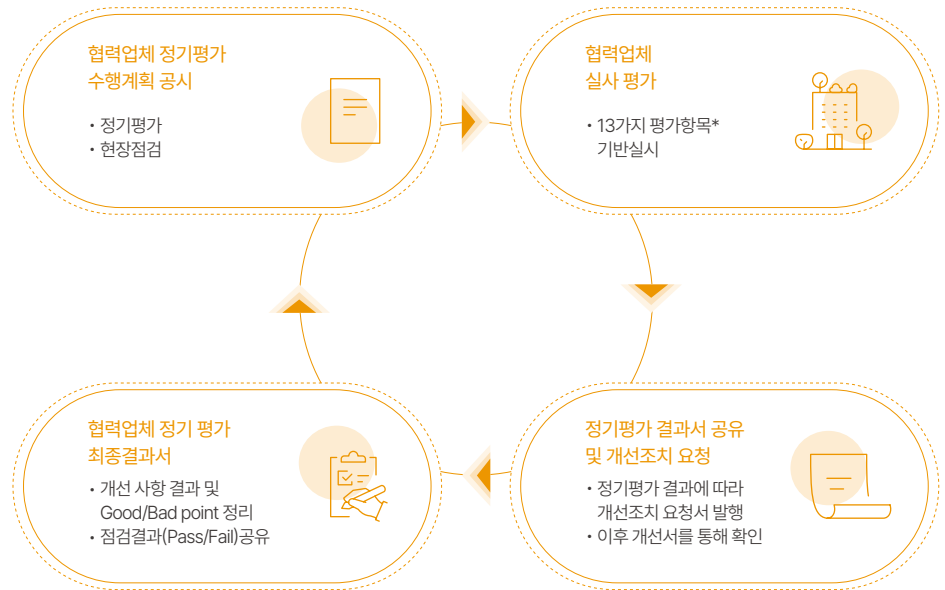 협력업체 정기평가
수행계획 공시
• 정기평가
• 현장점검
협력업체
실사 평가
• 13가지 평가항목*
기반실시
협력업체 정기 평가
최종결과서
• 개선 사항 결과 및
Good/Bad point 정리
• 점검결과(Pass/Fail)공유
정기평가 결과서 공유
및 개선조치 요청
• 정기평가 결과에 따라
개선조치 요청서 발행
• 이후 개선서를 통해 확인